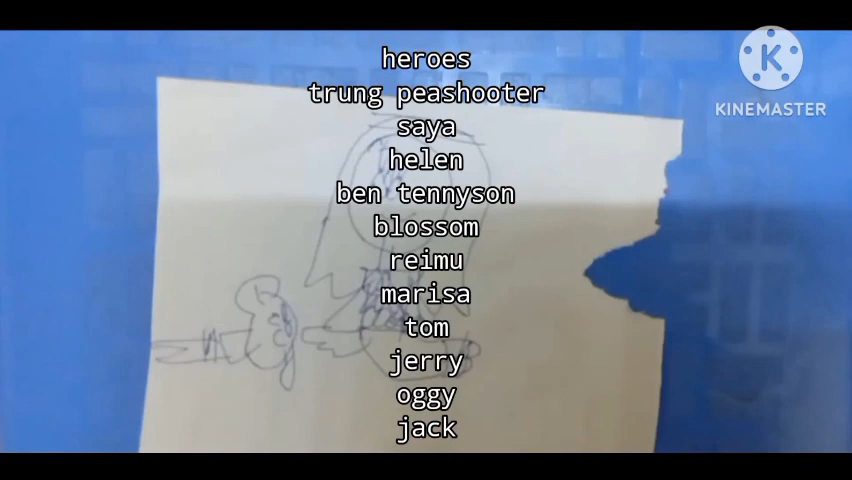 KINEMASTER
heroes
trung peashooter
saya
helen
ben tennyson
blossom
reimu
marisa
tom
jerry
oggy
jack